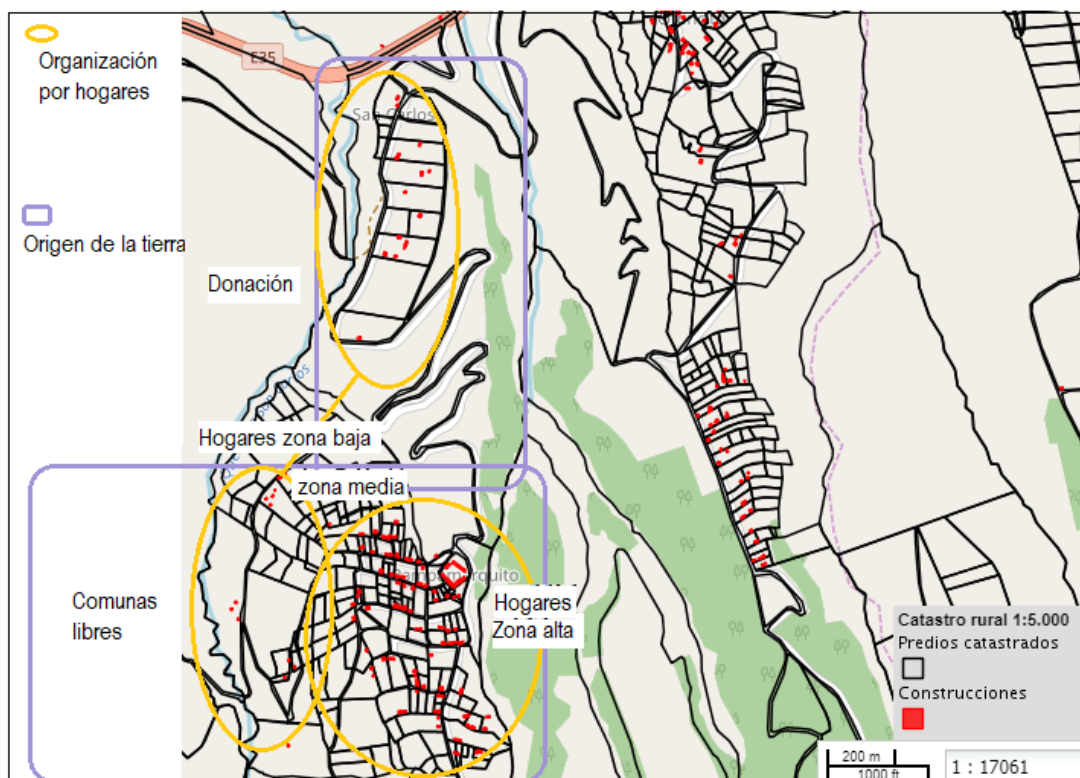 Organización
por hogares
E35
San Carlos
Origen de la tierra
Donación
Hogares zona baja
zona media
Comunas
libres
Hogares
Zona alta
Catastro rural 1:5.000
Predios catastrados
Construcciones
200 m
1000 ft
1 : 17061